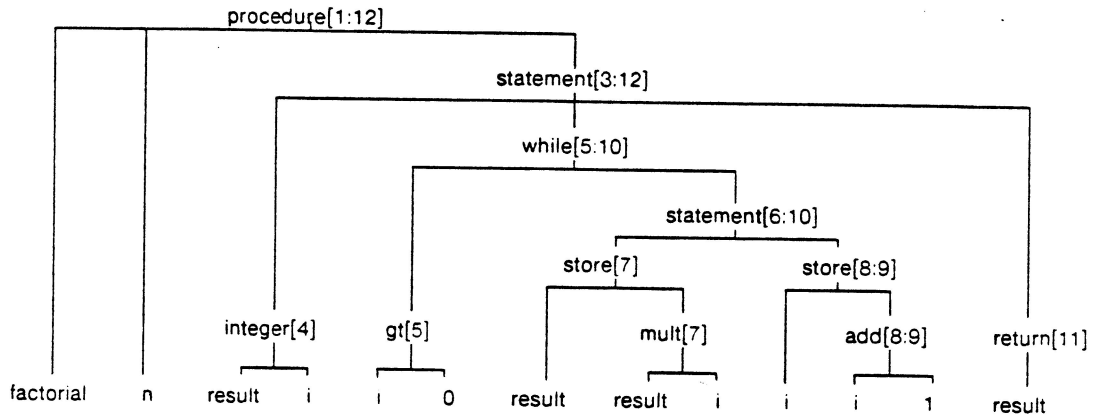 procedure[1:12]
statement[3:12]
while[5:10]
statement[6:10]
store[7] store[8:9]
integer[4] gt[5] mult[7] add[8:9] return[11]
factorial n result i i 0 result result i i i 1 result